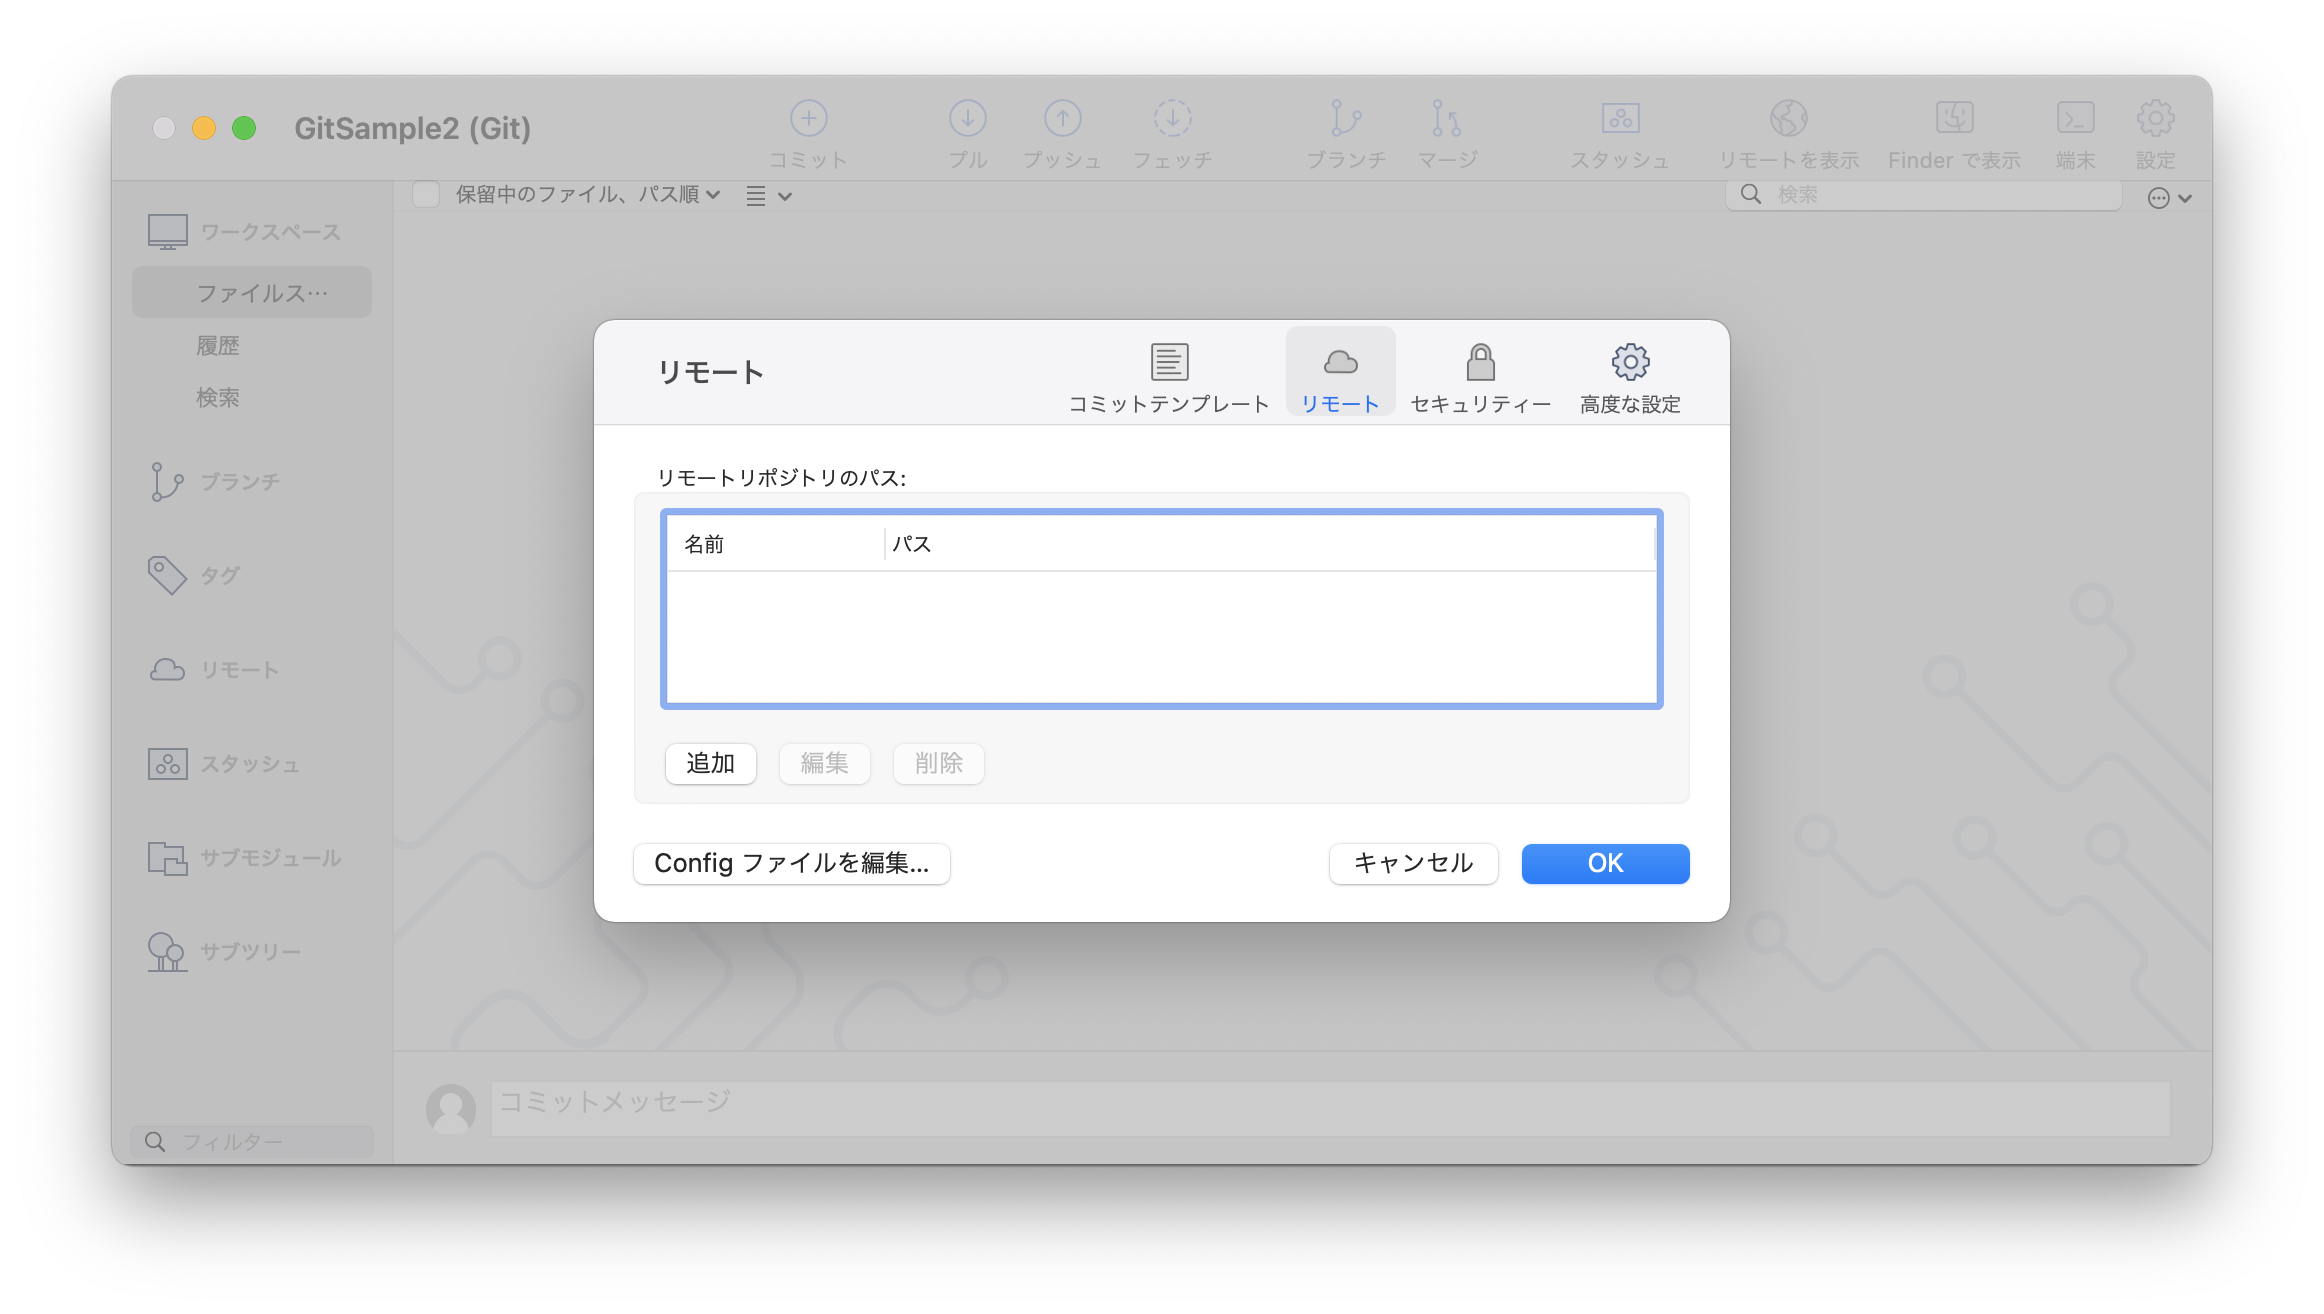 GitSample2 (Git)
コミット
プル
プッシュ
フェッチ
ブランチ
マージ
スタッシュ
リモートを表示
Finder で表示
端末
設定
保留中のファイル、パス順
検索
ワークスペース
ファイルス…
履歴
検索
ブランチ
タグ
リモート
スタッシュ
サブモジュール
サブツリー
フィルター
リモート
コミットテンプレート
リモート
セキュリティー
高度な設定
リモートリポジトリのパス:
名前
パス
追加
編集
削除
Config ファイルを編集...
キャンセル
OK
コミットメッセージ